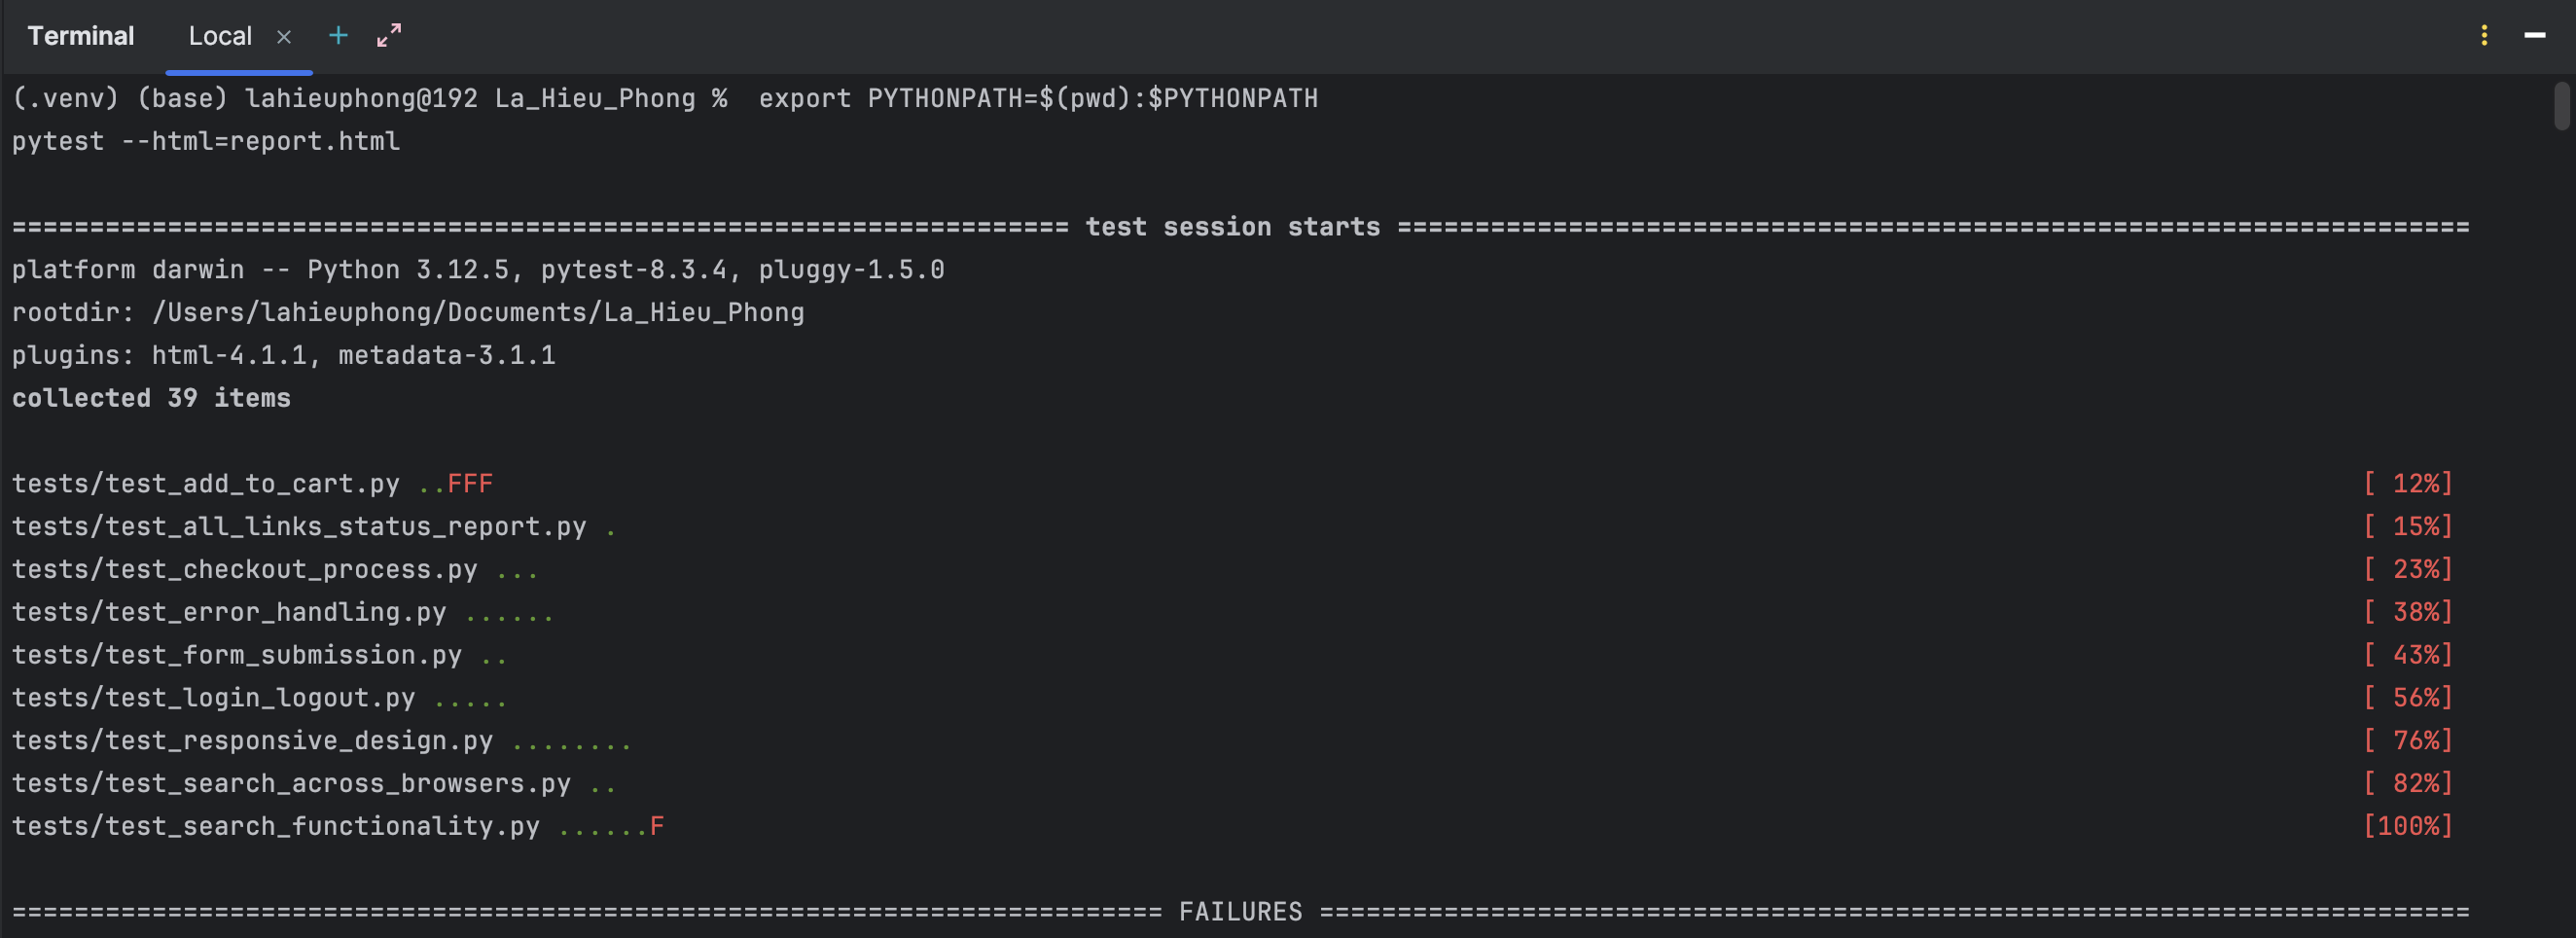 Terminal Local × +
(.venv) (base) lahieuphong@192 La_Hieu_Phong %  export PYTHONPATH=$(pwd):$PYTHONPATH
pytest --html=report.html
==================================================================== test session starts =====================================================================
platform darwin -- Python 3.12.5, pytest-8.3.4, pluggy-1.5.0
rootdir: /Users/lahieuphong/Documents/La_Hieu_Phong
plugins: html-4.1.1, metadata-3.1.1
collected 39 items
tests/test_add_to_cart.py ..FFF [ 12%]
tests/test_all_links_status_report.py . [ 15%]
tests/test_checkout_process.py ... [ 23%]
tests/test_error_handling.py ...... [ 38%]
tests/test_form_submission.py .. [ 43%]
tests/test_login_logout.py ..... [ 56%]
tests/test_responsive_design.py ........ [ 76%]
tests/test_search_across_browsers.py .. [ 82%]
tests/test_search_functionality.py ......F [100%]
========================================================================== FAILURES ==========================================================================